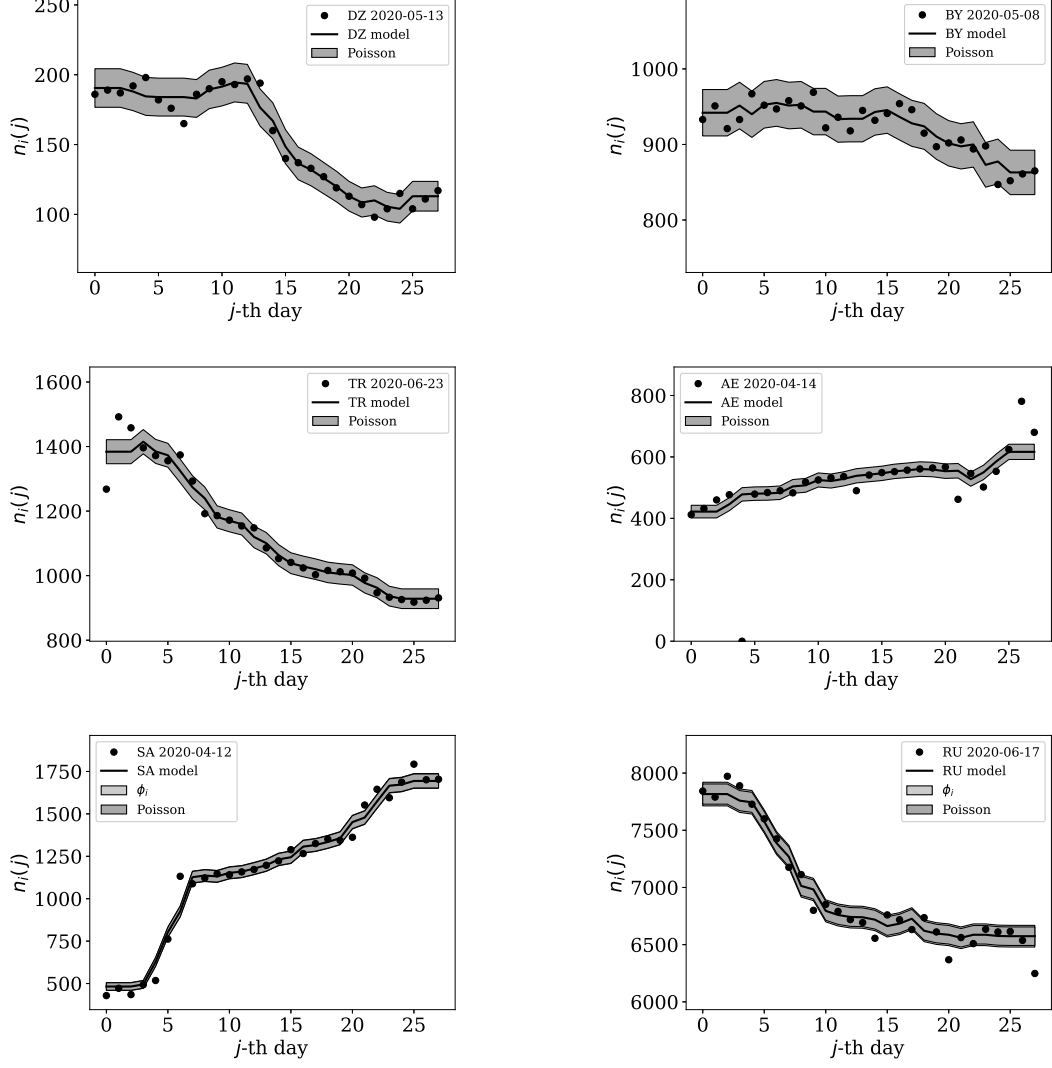 250
200
150
100
n_i(j)
DZ 2020-05-13
DZ model
Poisson
0 5 10 15 20 25
j-th day
1000
900
800
n_i(j)
BY 2020-05-08
BY model
Poisson
0 5 10 15 20 25
j-th day
1600
1400
1200
1000
800
n_i(j)
TR 2020-06-23
TR model
Poisson
0 5 10 15 20 25
j-th day
800
600
400
200
0
n_i(j)
AE 2020-04-14
AE model
Poisson
0 5 10 15 20 25
j-th day
1750
1500
1250
1000
750
500
n_i(j)
SA 2020-04-12
SA model
ϕ_i
Poisson
0 5 10 15 20 25
j-th day
8000
7500
7000
6500
6000
n_i(j)
RU 2020-06-17
RU model
ϕ_i
Poisson
0 5 10 15 20 25
j-th day